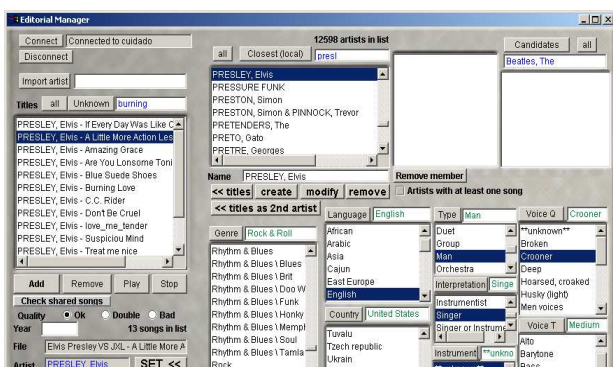 Editorial Manager
Connect Connected to cuidado
Disconnect
Import artist
Titles all Unknown burning
PRESLEY, Elvis - If Every Day Was Like C
PRESLEY, Elvis - A Little More Action Les
PRESLEY, Elvis - Amazing Grace
PRESLEY, Elvis - Are You Lonsome Toni
PRESLEY, Elvis - Blue Suede Shoes
PRESLEY, Elvis - Burning Love
PRESLEY, Elvis - C.C. Rider
PRESLEY, Elvis - Dont Be Cruel
PRESLEY, Elvis - love_me_tender
PRESLEY, Elvis - Suspiciou Mind
PRESLEY, Elvis - Treat me nice
Add Remove Play Stop
Check shared songs
Quality Ok Double Bad
Year 13 songs in list
File Elvis Presley VS JXL - A Little More A
Artist PRESLEY, Elvis SET <<
12598 artists in list
all Closest (local) presl
PRESLEY, Elvis
PRESSURE FUNK
PRESTON, Simon
PRESTON, Simon & PINNOCK, Trevor
PRETENDERS, The
PRETO, Gato
PRETRE, Georges
Name PRESLEY, Elvis
<< titles create modify remove
<< titles as 2nd artist
Candidates all
Beatles, The
Remove member
Artists with at least one song
Genre Rock & Roll
Rhythm & Blues
Rhythm & Blues \ Blues
Rhythm & Blues \ Brit
Rhythm & Blues \ Doo W
Rhythm & Blues \ Funk
Rhythm & Blues \ Honky
Rhythm & Blues \ Memph
Rhythm & Blues \ Soul
Rhythm & Blues \ Tamla
Rock
Language English
African
Arabic
Asia
Cajun
East Europe
English
Country United States
Tuvalu
Tzech republic
Ukrain
Type Man
Duet
Group
Man
Orchestra
Interpretation Singe
Instrumentist
Singer
Singer or Instrume
Instrument **unkno
Voice Q Crooner
**unknown**
Broken
Crooner
Deep
Hoarsed, croaked
Husky (light)
Men voices
Voice T Medium
Alto
Barytone
Bass